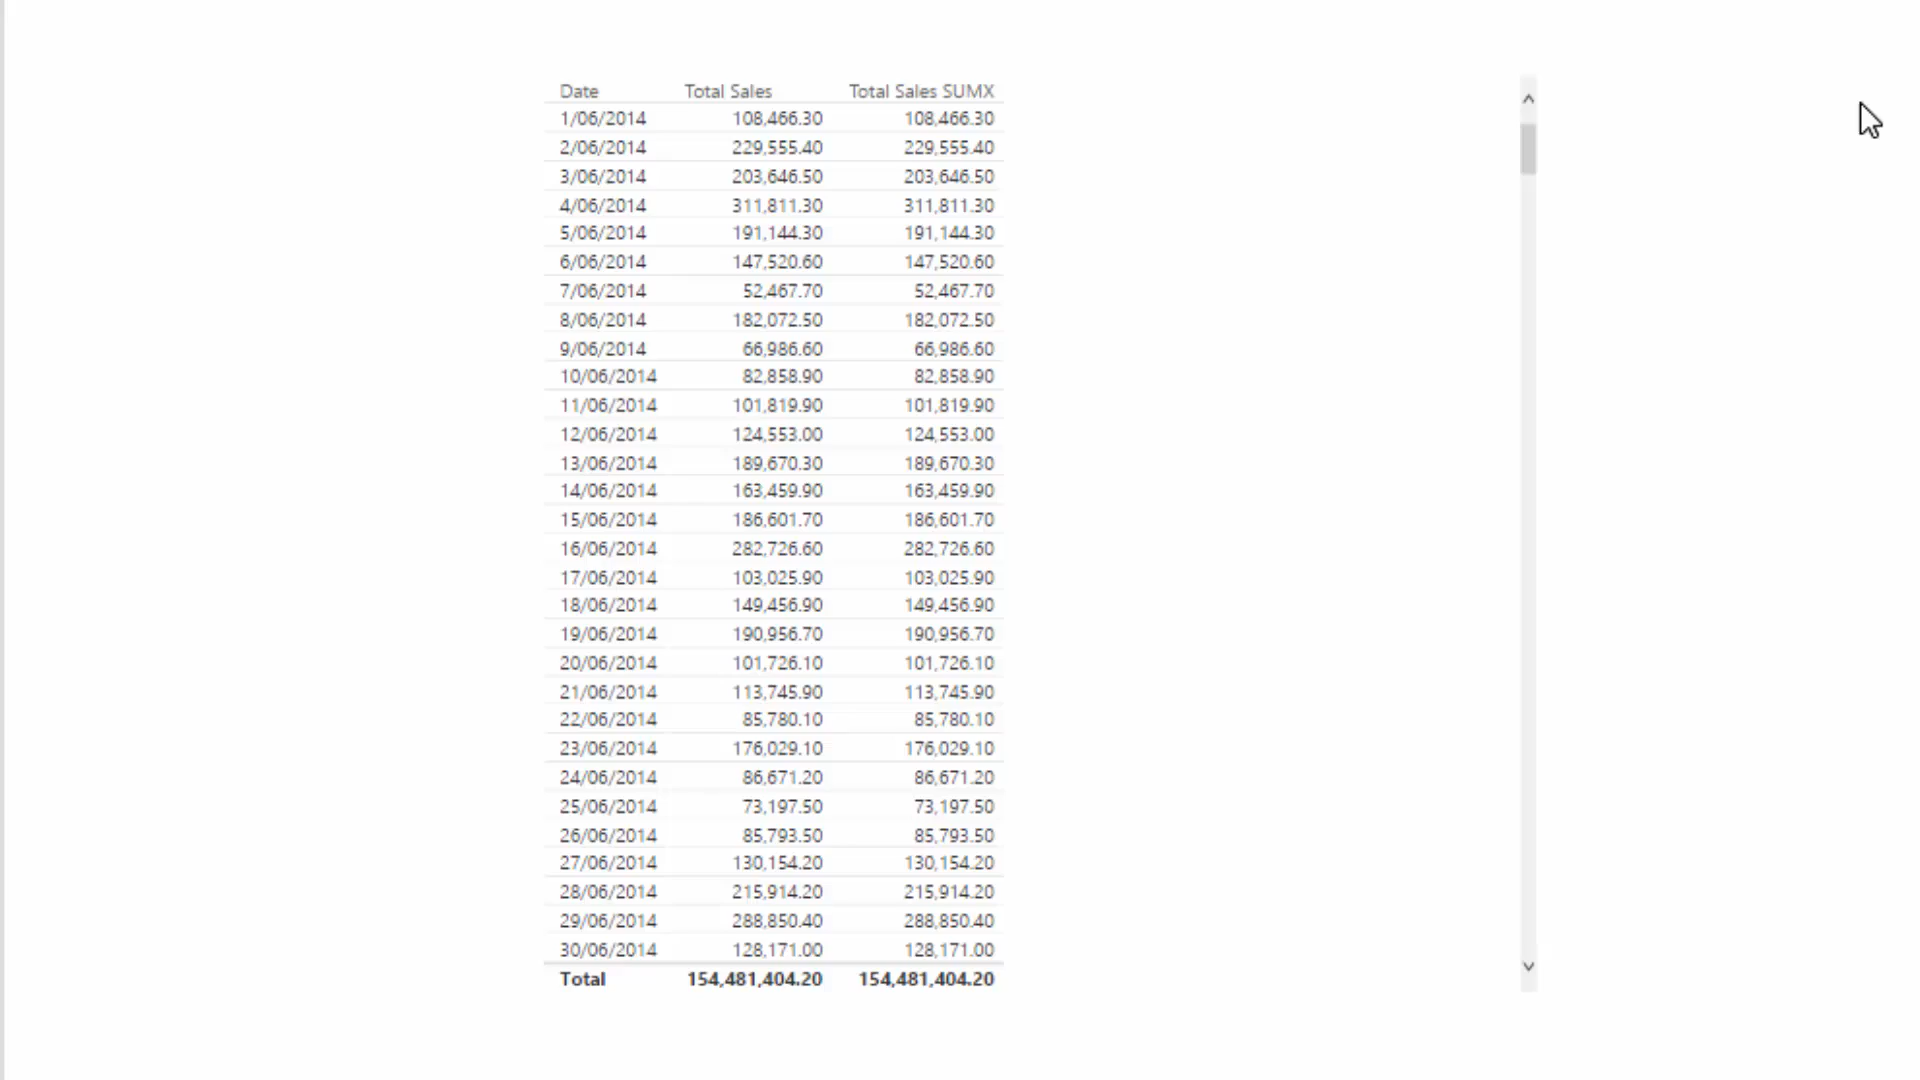 Date Total Sales Total Sales SUMX
1/06/2014 108,466.30 108,466.30
2/06/2014 229,555.40 229,555.40
3/06/2014 203,646.50 203,646.50
4/06/2014 311,811.30 311,811.30
5/06/2014 191,144.30 191,144.30
6/06/2014 147,520.60 147,520.60
7/06/2014 52,467.70 52,467.70
8/06/2014 182,072.50 182,072.50
9/06/2014 66,986.60 66,986.60
10/06/2014 82,858.90 82,858.90
11/06/2014 101,819.90 101,819.90
12/06/2014 124,553.00 124,553.00
13/06/2014 189,670.30 189,670.30
14/06/2014 163,459.90 163,459.90
15/06/2014 186,601.70 186,601.70
16/06/2014 282,726.60 282,726.60
17/06/2014 103,025.90 103,025.90
18/06/2014 149,456.90 149,456.90
19/06/2014 190,956.70 190,956.70
20/06/2014 101,726.10 101,726.10
21/06/2014 113,745.90 113,745.90
22/06/2014 85,780.10 85,780.10
23/06/2014 176,029.10 176,029.10
24/06/2014 86,671.20 86,671.20
25/06/2014 73,197.50 73,197.50
26/06/2014 85,793.50 85,793.50
27/06/2014 130,154.20 130,154.20
28/06/2014 215,914.20 215,914.20
29/06/2014 288,850.40 288,850.40
30/06/2014 128,171.00 128,171.00
Total 154,481,404.20 154,481,404.20